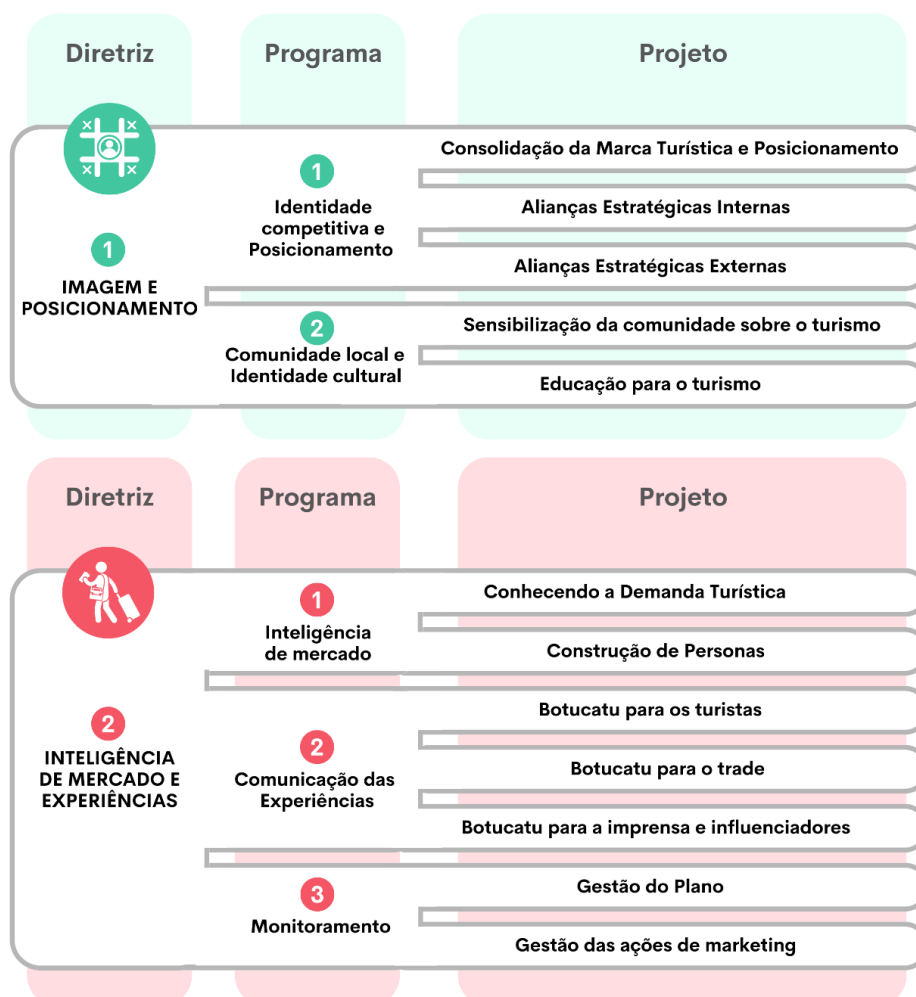 Diretriz
Programa
Projeto
1
IMAGEM E
POSICIONAMENTO
1
Identidade
competitiva e
Posicionamento
Consolidação da Marca Turística e Posicionamento
Alianças Estratégicas Internas
Alianças Estratégicas Externas
2
Comunidade local e
Identidade cultural
Sensibilização da comunidade sobre o turismo
Educação para o turismo
Diretriz
Programa
Projeto
2
INTELIGÊNCIA
DE MERCADO E
EXPERIÊNCIAS
1
Inteligência
de mercado
Conhecendo a Demanda Turística
Construção de Personas
2
Comunicação das
Experiências
Botucatu para os turistas
Botucatu para o trade
Botucatu para a imprensa e influenciadores
3
Monitoramento
Gestão do Plano
Gestão das ações de marketing